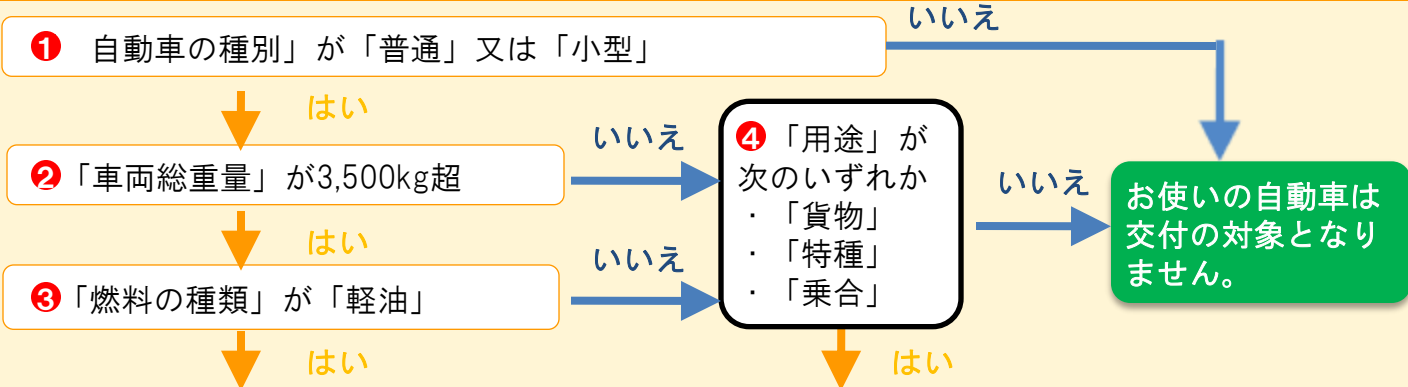 いいえ
❶ 自動車の種別」が「普通」又は「小型」
はい
❷「車両総重量」が3,500kg超
いいえ
❹「用途」が
次のいずれか
・「貨物」
・「特種」
・「乗合」
いいえ
お使いの自動車は
交付の対象となり
ません。
はい
いいえ
❸「燃料の種類」が「軽油」
はい
はい